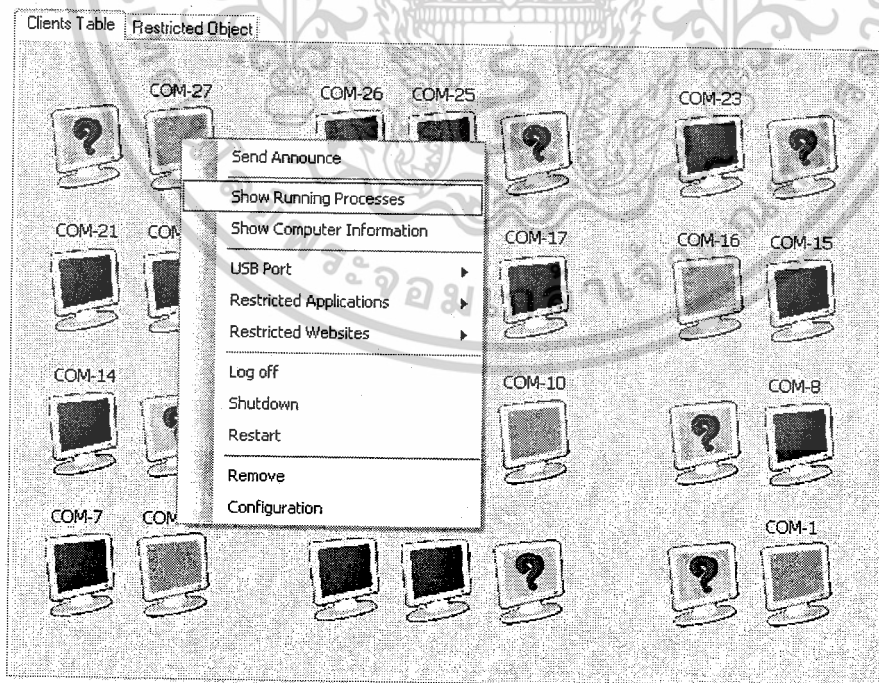 Clients Table Restricted Object
COM-27 COM-26 COM-25 COM-23
Send Announce
Show Running Processes
Show Computer Information
USB Port
Restricted Applications
Restricted Websites
Log off
Shutdown
Restart
Remove
Configuration
COM-21 COM-17 COM-16 COM-15
COM-14 COM-10 COM-8
COM-7 COM-1